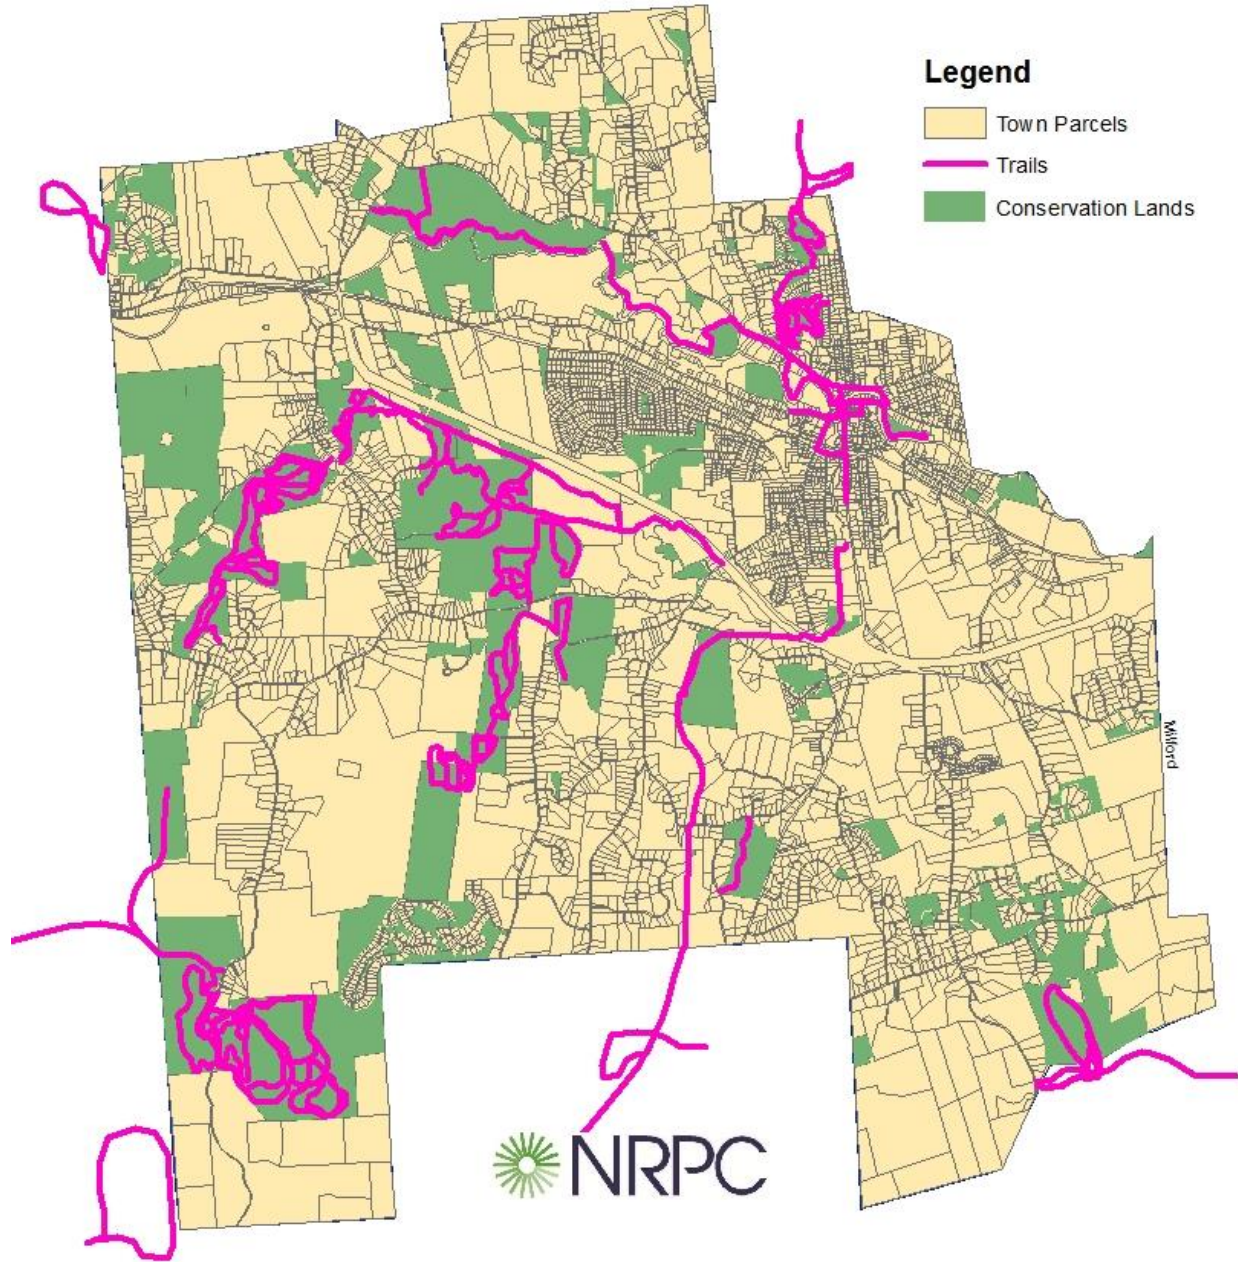 Legend
Town Parcels
Trails
Conservation Lands
Milford
NRPC